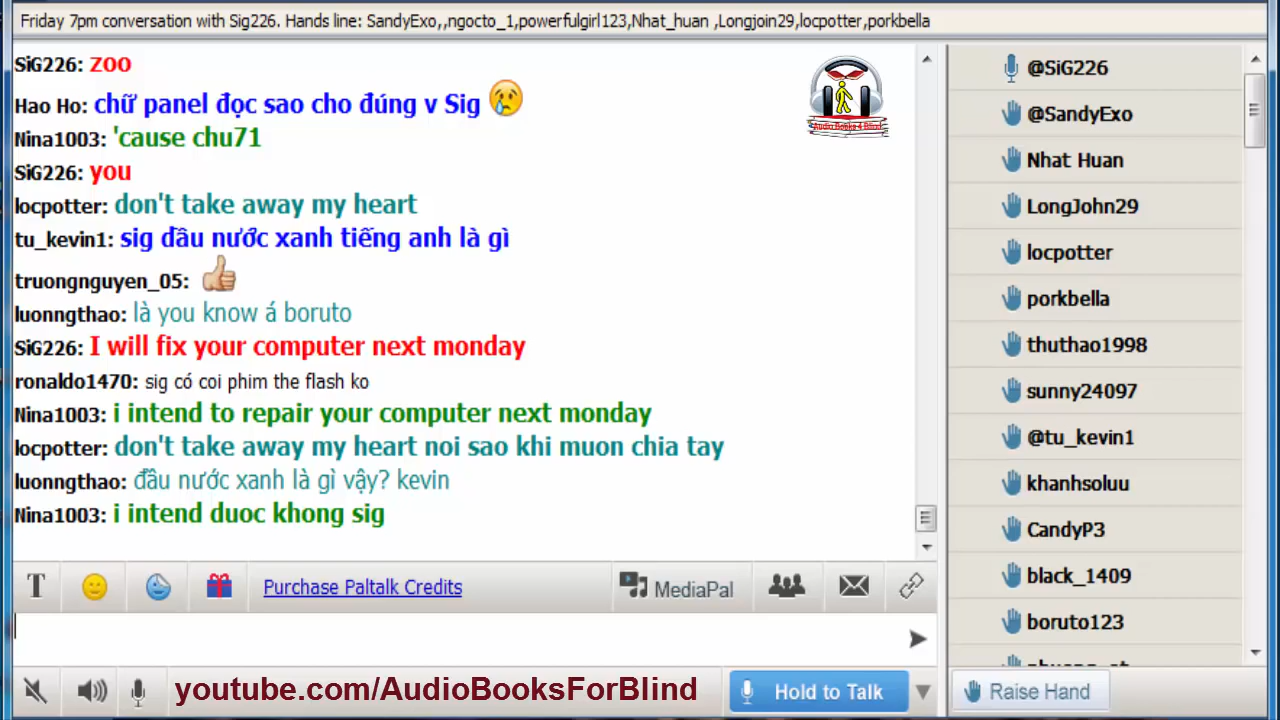 Friday 7pm conversation with Sig226. Hands line: SandyExo,,ngocto_1,powerfulgirl123,Nhat_huan ,Longjoin29,locpotter,porkbella
SiG226: ZOO
Hao Ho: chữ panel đọc sao cho đúng v Sig
Nina1003: 'cause chu71
SiG226: you
locpotter: don't take away my heart
tu_kevin1: sig dầu nước xanh tiếng anh là gì
truongnguyen_05:
luonngthao: là you know á boruto
SiG226: I will fix your computer next monday
ronaldo1470: sig có coi phim the flash ko
Nina1003: i intend to repair your computer next monday
locpotter: don't take away my heart noi sao khi muon chia tay
luonngthao: đầu nước xanh là gì vậy? kevin
Nina1003: i intend duoc khong sig
Audio Books 4 Blind
T
Purchase Paltalk Credits
MediaPal
youtube.com/AudioBooksForBlind
Hold to Talk
@SiG226
@SandyExo
Nhat Huan
LongJohn29
locpotter
porkbella
thuthao1998
sunny24097
@tu_kevin1
khanhsoluu
CandyP3
black_1409
boruto123
Raise Hand